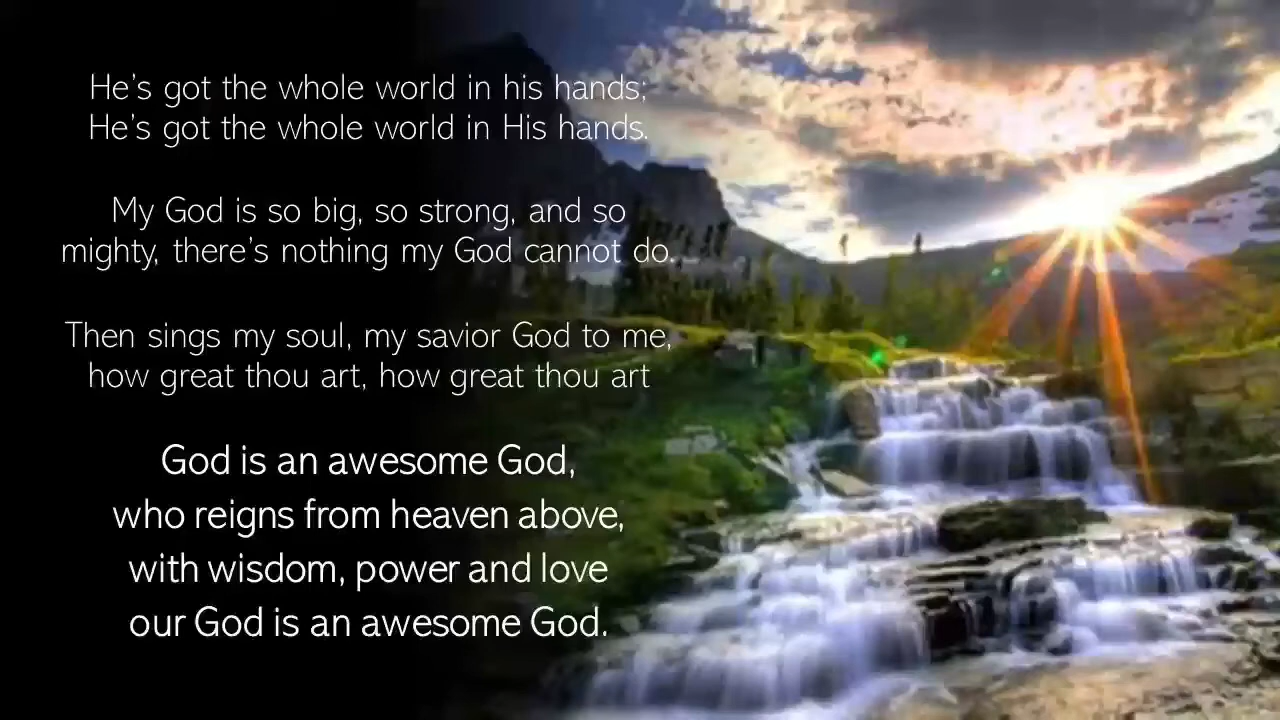 He's got the whole world in his hands;
He's got the whole world in His hands.
My God is so big, so strong, and so
mighty, there's nothing my God cannot do.
Then sings my soul, my savior God to me,
how great thou art, how great thou art
God is an awesome God,
who reigns from heaven above,
with wisdom, power and love
our God is an awesome God.